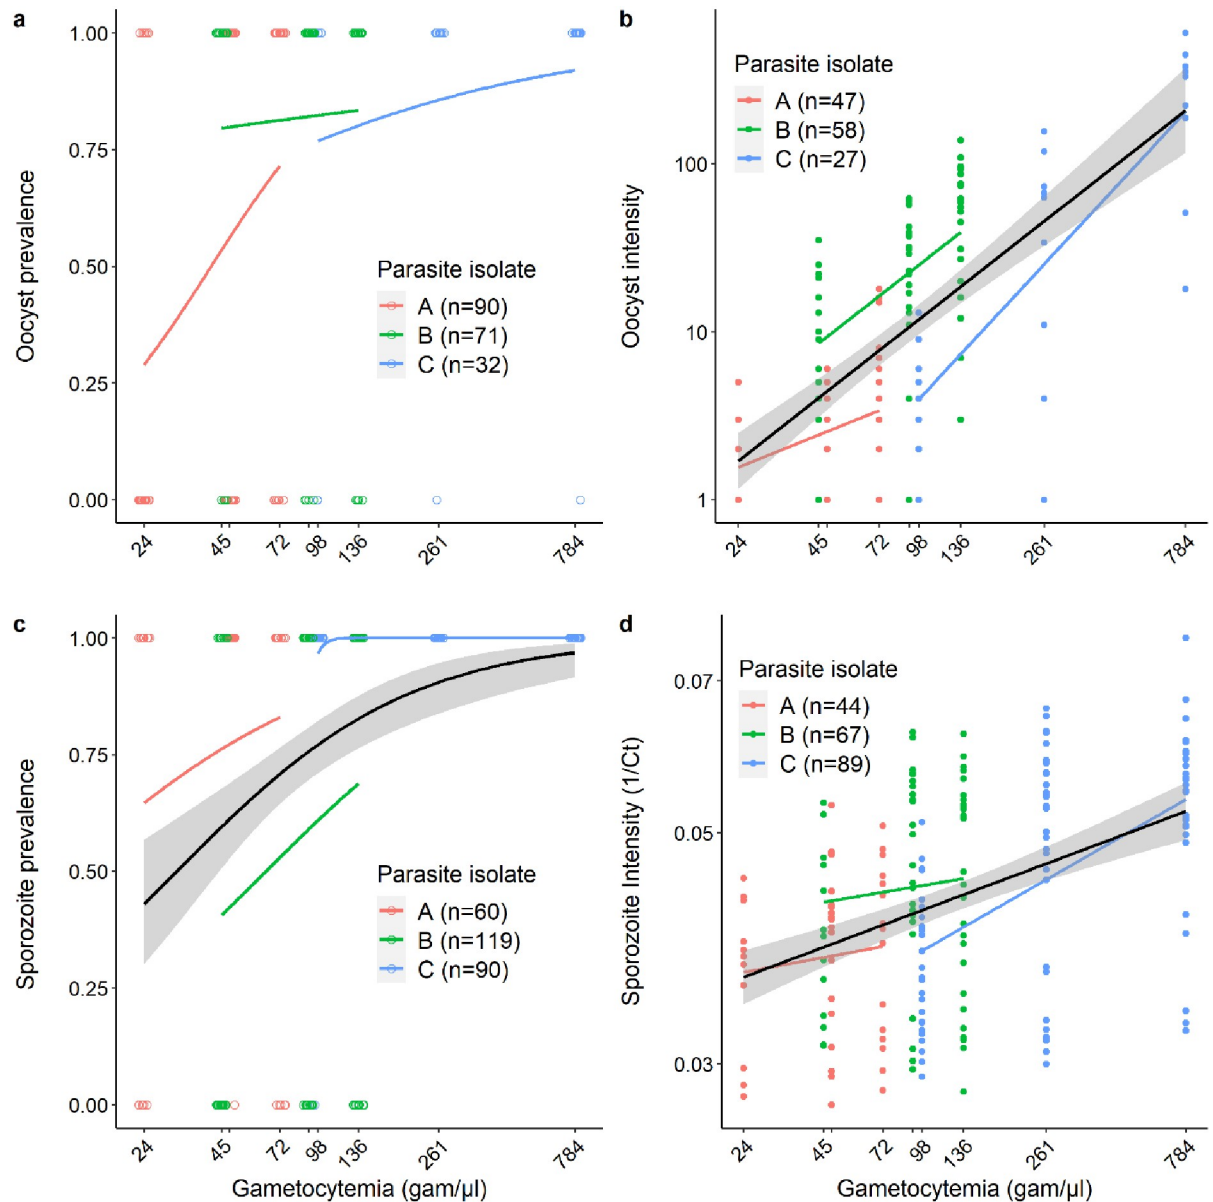 a
Oocyst prevalence
1.00
0.75
0.50
0.25
0.00
Parasite isolate
A (n=90)
B (n=71)
C (n=32)
24
45
72
98
136
261
784
b
Oocyst intensity
100
10
1
Parasite isolate
A (n=47)
B (n=58)
C (n=27)
24
45
72
98
136
261
784
c
Sporozoite prevalence
1.00
0.75
0.50
0.25
0.00
Parasite isolate
A (n=60)
B (n=119)
C (n=90)
24
45
72
98
136
261
784
Gametocytemia (gam/µl)
d
Sporozoite Intensity (1/Ct)
0.07
0.05
0.03
Parasite isolate
A (n=44)
B (n=67)
C (n=89)
24
45
72
98
136
261
784
Gametocytemia (gam/µl)